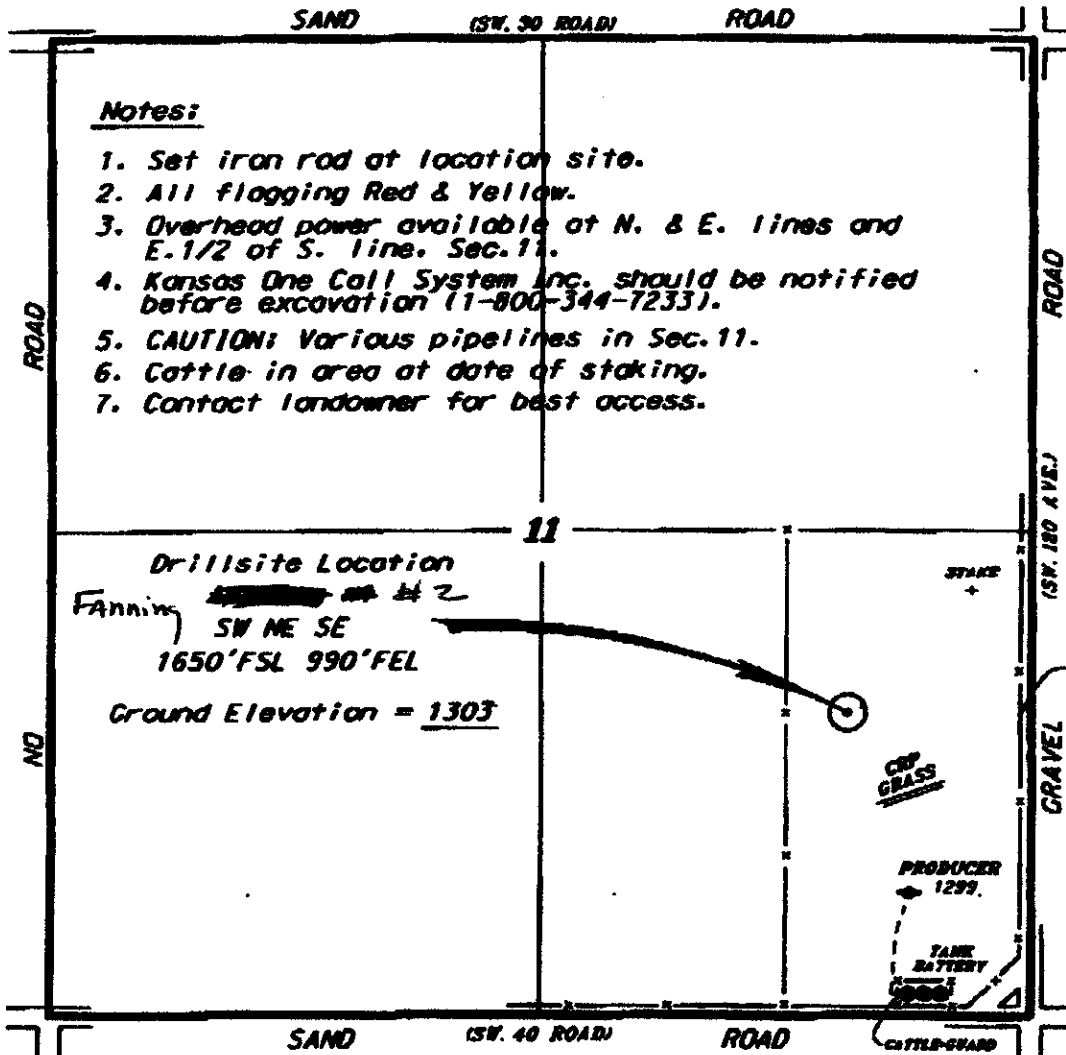 SAND (SW. 30 ROAD) ROAD
Notes:
1. Set iron rod at location site.
2. All flagging Red & Yellow.
3. Overhead power available at N. & E. lines and
E.1/2 of S. line. Sec.11.
4. Kansas One Call System Inc. should be notified
before excavation (1-800-344-7233).
5. CAUTION: Various pipelines in Sec.11.
6. Cattle in area at date of staking.
7. Contact landowner for best access.
ROAD
ROAD
(SW. 120 AVE.)
11
Drillsite Location
Fanning #2
SW NE SE
1650'FSL 990'FEL
Ground Elevation = 1303
STAKE
NO
GRAVEL
CRP
GRASS
PRODUCER
1299.
TANK
BATTERY
SAND (SW. 40 ROAD) ROAD
CATTLE-GUARD